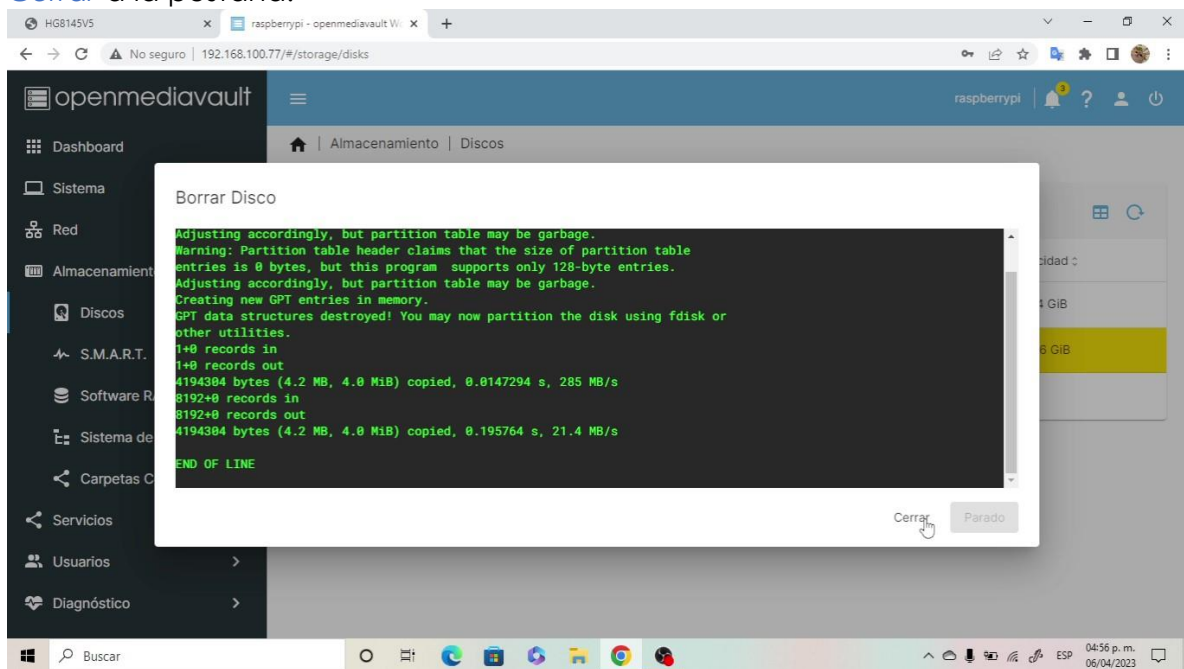 Cerrar a la pestaña.
HG8145V5
raspberrypi - openmediavault W
No seguro | 192.168.100.77/#/storage/disks
openmediavault
raspberrypi
3
Dashboard
Almacenamiento | Discos
Sistema
Borrar Disco
Red
Adjusting accordingly, but partition table may be garbage.
Warning: Partition table header claims that the size of partition table
entries is 0 bytes, but this program  supports only 128-byte entries.
Adjusting accordingly, but partition table may be garbage.
Creating new GPT entries in memory.
GPT data structures destroyed! You may now partition the disk using fdisk or
other utilities.
1+0 records in
1+0 records out
4194304 bytes (4.2 MB, 4.0 MiB) copied, 0.0147294 s, 285 MB/s
8192+0 records in
8192+0 records out
4194304 bytes (4.2 MB, 4.0 MiB) copied, 0.195764 s, 21.4 MB/s
END OF LINE
Almacenamient
cidad
Discos
4 GiB
S.M.A.R.T.
6 GiB
Software R
Sistema de
Carpetas C
Cerrar
Parado
Servicios
Usuarios
Diagnóstico
Buscar
ESP
04:56 p. m.
06/04/2023